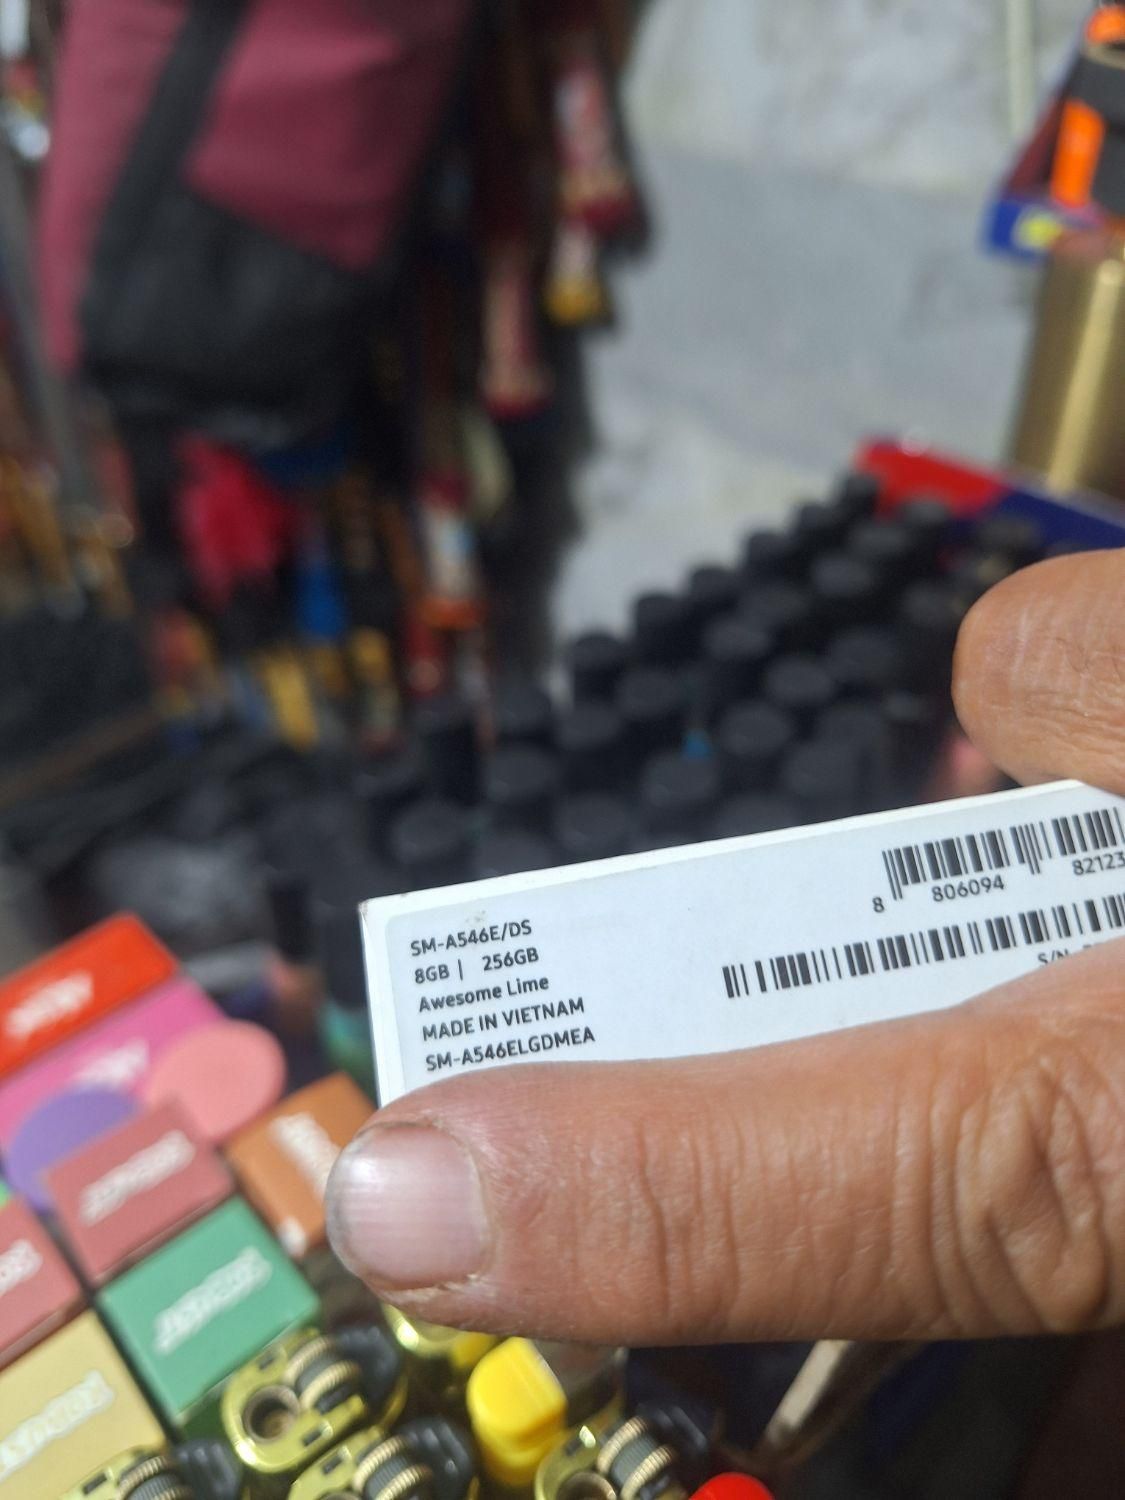 SM-A546E/DS
8GB | 256GB
Awesome Lime
MADE IN VIETNAM
SM-A546ELGDMEA
8 806094 82123
S/N